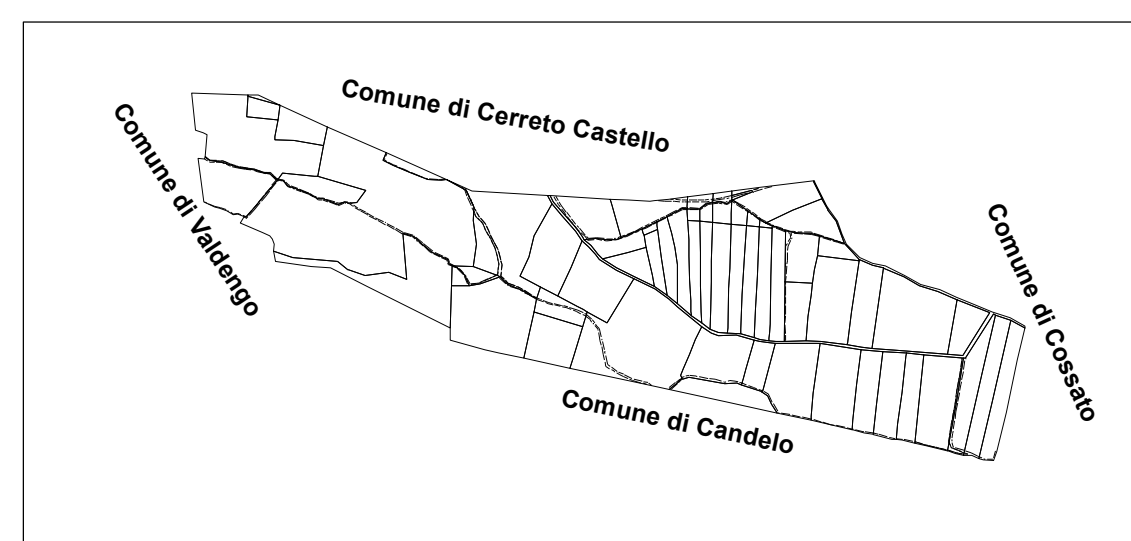 Comune di Cerreto Castello
Comune di Valdengo
Comune di Cossato
Comune di Candelo